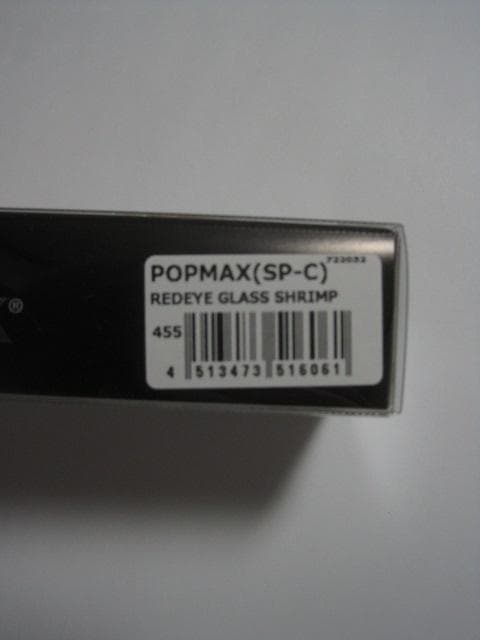 POPMAX(SP-C)
REDEYE GLASS SHRIMP
455
4 513473 516061